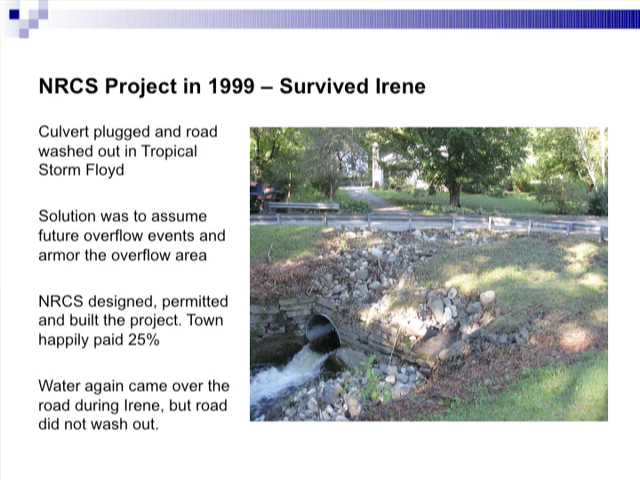 NRCS Project in 1999 – Survived Irene
Culvert plugged and road
washed out in Tropical
Storm Floyd
Solution was to assume
future overflow events and
armor the overflow area
NRCS designed, permitted
and built the project. Town
happily paid 25%
Water again came over the
road during Irene, but road
did not wash out.